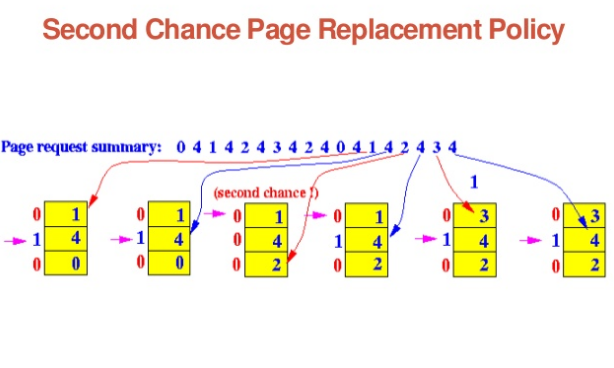 Second Chance Page Replacement Policy
Page request summary: 0 4 1 4 2 4 3 4 2 4 0 4 1 4 2 4 3 4
1
(second chance !)
0 1 0 1 0 1 0 1 0 3 0 3
1 4 1 4 0 4 1 4 1 4 1 4
0 0 0 0 0 2 0 2 0 2 0 2